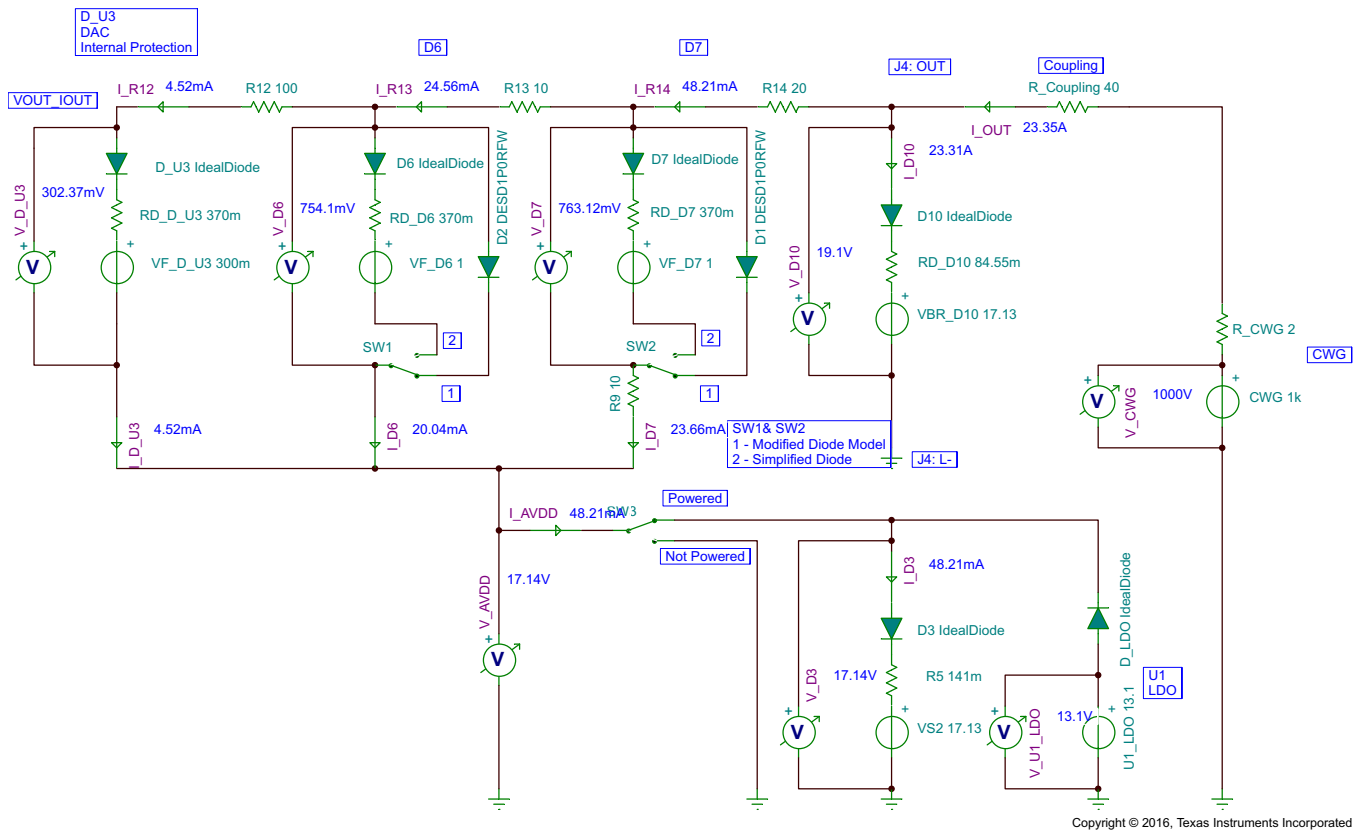 D_U3
DAC
Internal Protection
D6
D7
J4: OUT
Coupling
VOUT_IOUT
I_R12 4.52mA R12 100 I_R13 24.56mA R13 10 I_R14 48.21mA R14 20
R_Coupling 40
I_OUT 23.35A
D_U3 IdealDiode
302.37mV
RD_D_U3 370m
V_D_U3
+
V
+
VF_D_U3 300m
D6 IdealDiode
754.1mV
RD_D6 370m
V_D6
+
V
+
VF_D6 1
D2 DESD1P0RFW
D7 IdealDiode
763.12mV
RD_D7 370m
V_D7
+
V
+
VF_D7 1
D1 DESD1P0RFW
23.31A
I_D10
D10 IdealDiode
19.1V
RD_D10 84.55m
V_D10
+
V
+
VBR_D10 17.13
SW1
2
1
SW2
2
1
R9 10
R_CWG 2
CWG
+
V
V_CWG
1000V
+
CWG 1k
4.52mA
I_D_U3
20.04mA
I_D6
23.66mA
I_D7
SW1& SW2
1 - Modified Diode Model
2 - Simplified Diode
J4: L-
Powered
I_AVDD 48.21mA
SW3
Not Powered
17.14V
V_AVDD
+
V
48.21mA
I_D3
D3 IdealDiode
17.14V
R5 141m
V_D3
+
V
+
VS2 17.13
D_LDO IdealDiode
U1
LDO
+
V
V_U1_LDO
13.1V
+
U1_LDO 13.1
Copyright © 2016, Texas Instruments Incorporated